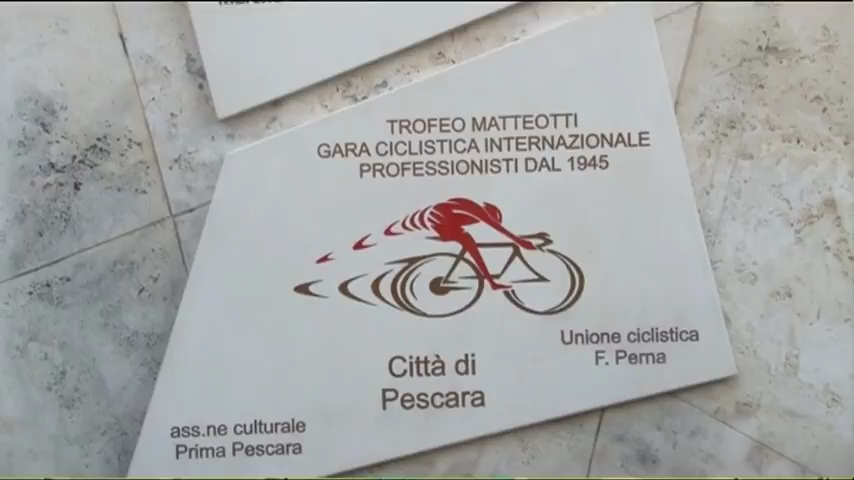 TROFEO MATTEOTTI
GARA CICLISTICA INTERNAZIONALE
PROFESSIONISTI DAL 1945
Unione ciclistica
F. Perna
Città di
Pescara
ass.ne culturale
Prima Pescara